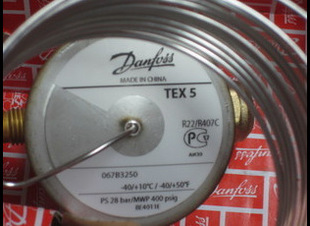 Danfoss
MADE IN CHINA
TEX 5
R22/R407C
067B3250
-40/+10°C / -40/+50°F
PS 28 bar/MWP 400 psig